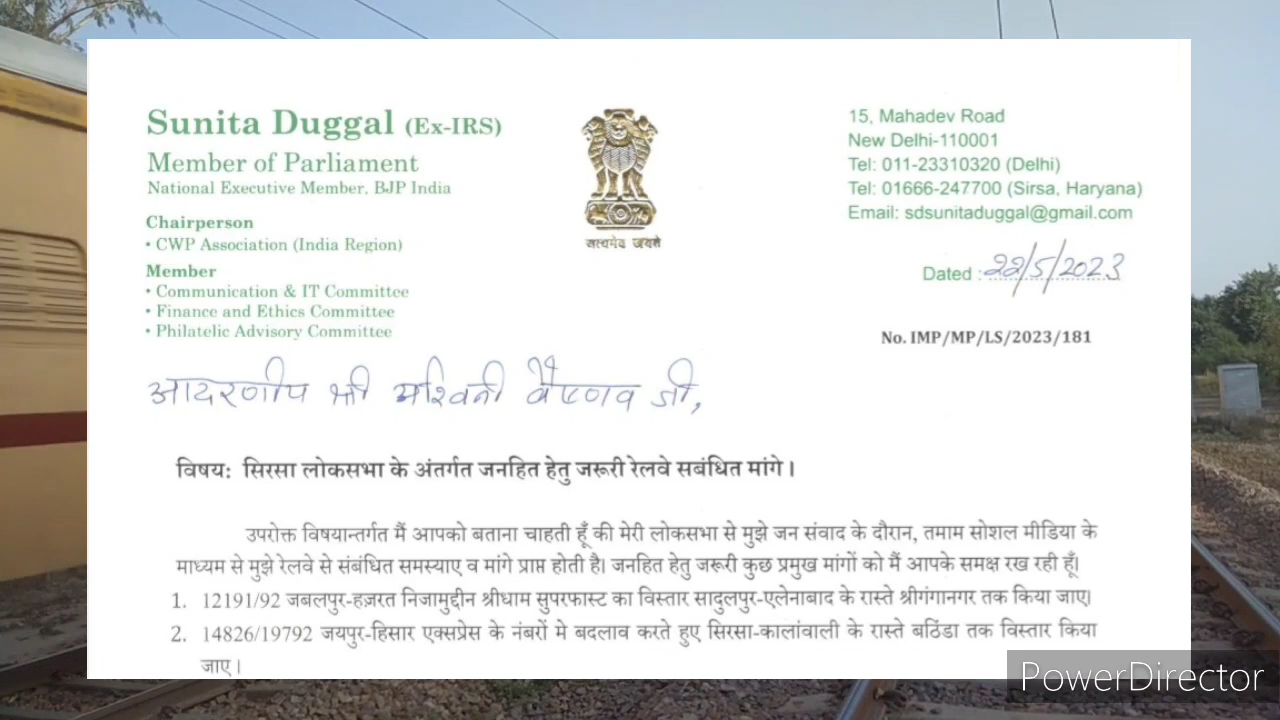 Sunita Duggal (Ex-IRS)
Member of Parliament
National Executive Member, BJP India
Chairperson
• CWP Association (India Region)
Member
• Communication & IT Committee
• Finance and Ethics Committee
• Philatelic Advisory Committee
सत्यमेव जयते
15, Mahadev Road
New Delhi-110001
Tel: 011-23310320 (Delhi)
Tel: 01666-247700 (Sirsa, Haryana)
Email: sdsunitaduggal@gmail.com
Dated : 22/5/2023
No. IMP/MP/LS/2023/181
आदरणीय श्री अश्विनी वैष्णव जी,
विषय: सिरसा लोकसभा के अंतर्गत जनहित हेतु जरूरी रेलवे सबंधित मांगे।
उपरोक्त विषयान्तर्गत मैं आपको बताना चाहती हूँ की मेरी लोकसभा से मुझे जन संवाद के दौरान, तमाम सोशल मीडिया के
माध्यम से मुझे रेलवे से संबंधित समस्याए व मांगे प्राप्त होती है। जनहित हेतु जरूरी कुछ प्रमुख मांगों को मैं आपके समक्ष रख रही हूँ।
1. 12191/92 जबलपुर-हज़रत निजामुद्दीन श्रीधाम सुपरफास्ट का विस्तार सादुलपुर-एलेनाबाद के रास्ते श्रीगंगानगर तक किया जाए।
2. 14826/19792 जयपुर-हिसार एक्सप्रेस के नंबरों मे बदलाव करते हुए सिरसा-कालांवाली के रास्ते बठिंडा तक विस्तार किया
जाए।
PowerDirector